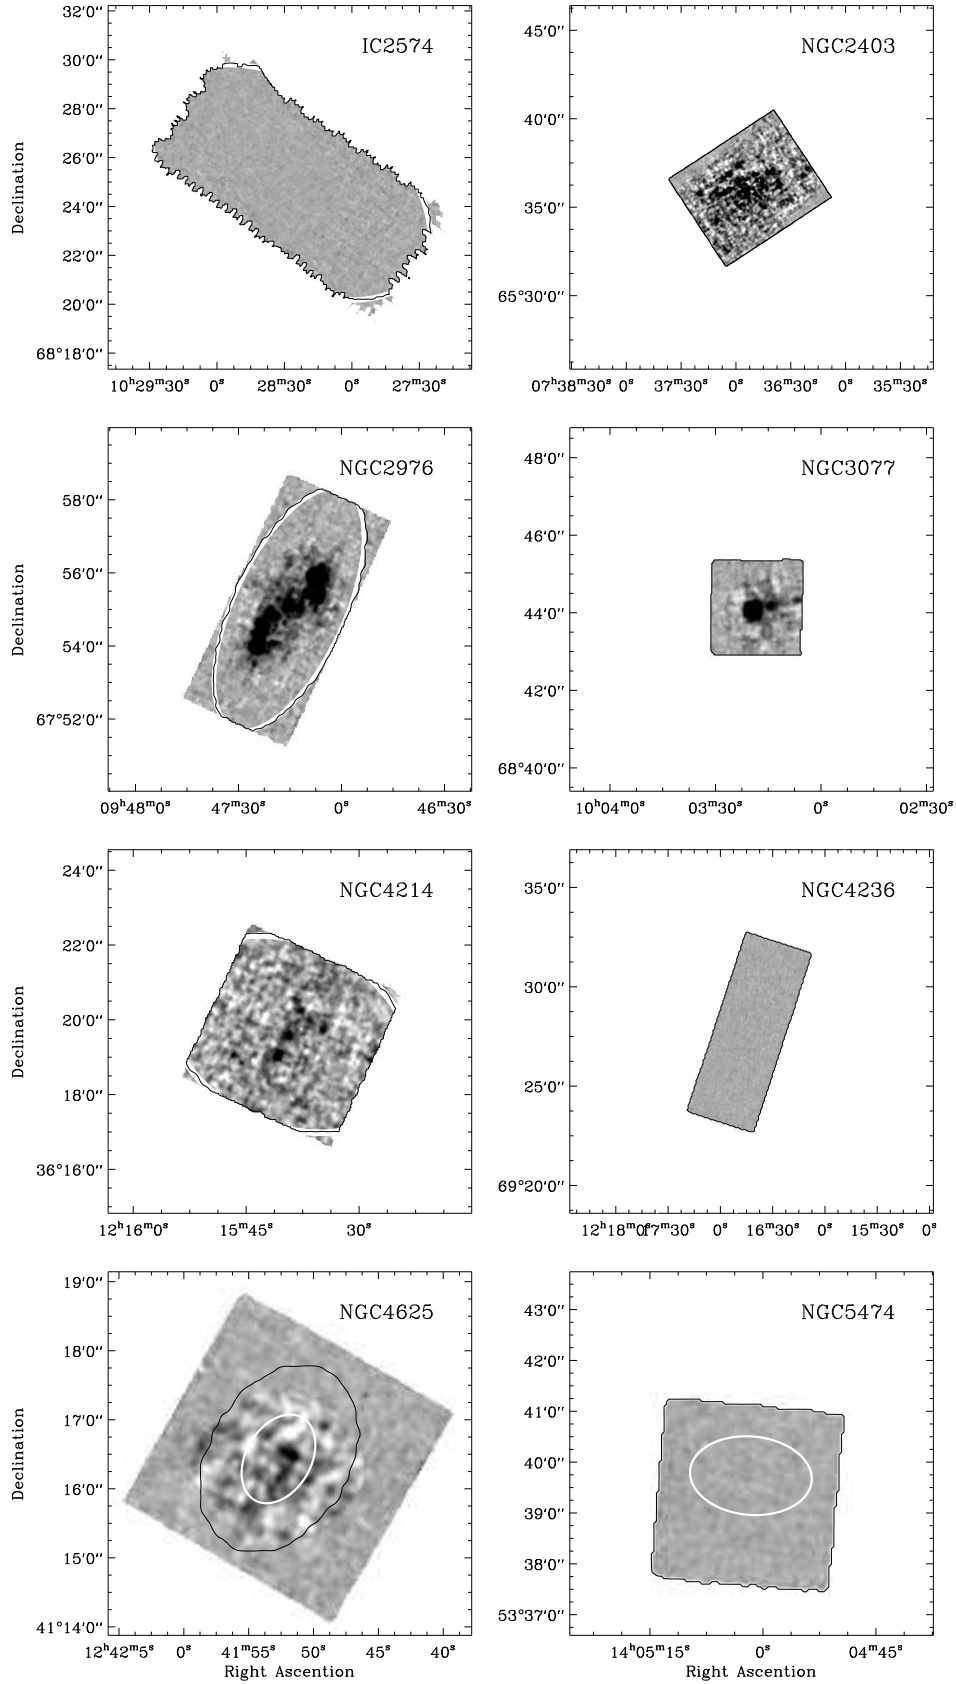 IC2574
32′0″
30′0″
28′0″
26′0″
24′0″
22′0″
20′0″
68°18′0″
Declination
10ʰ29ᵐ30ˢ 0ˢ 28ᵐ30ˢ 0ˢ 27ᵐ30ˢ
NGC2403
45′0″
40′0″
35′0″
65°30′0″
07ʰ38ᵐ30ˢ 0ˢ 37ᵐ30ˢ 0ˢ 36ᵐ30ˢ 0ˢ 35ᵐ30ˢ
NGC2976
58′0″
56′0″
54′0″
67°52′0″
Declination
09ʰ48ᵐ0ˢ 47ᵐ30ˢ 0ˢ 46ᵐ30ˢ
NGC3077
48′0″
46′0″
44′0″
42′0″
68°40′0″
10ʰ04ᵐ0ˢ 03ᵐ30ˢ 0ˢ 02ᵐ30ˢ
NGC4214
24′0″
22′0″
20′0″
18′0″
36°16′0″
Declination
12ʰ16ᵐ0ˢ 15ᵐ45ˢ 30ˢ
NGC4236
35′0″
30′0″
25′0″
69°20′0″
12ʰ18ᵐ0ˢ 17ᵐ30ˢ 0ˢ 16ᵐ30ˢ 0ˢ 15ᵐ30ˢ 0ˢ
NGC4625
19′0″
18′0″
17′0″
16′0″
15′0″
41°14′0″
Declination
12ʰ42ᵐ5ˢ 0ˢ 41ᵐ55ˢ 50ˢ 45ˢ 40ˢ
Right Ascention
NGC5474
43′0″
42′0″
41′0″
40′0″
39′0″
38′0″
53°37′0″
14ʰ05ᵐ15ˢ 0ˢ 04ᵐ45ˢ
Right Ascention